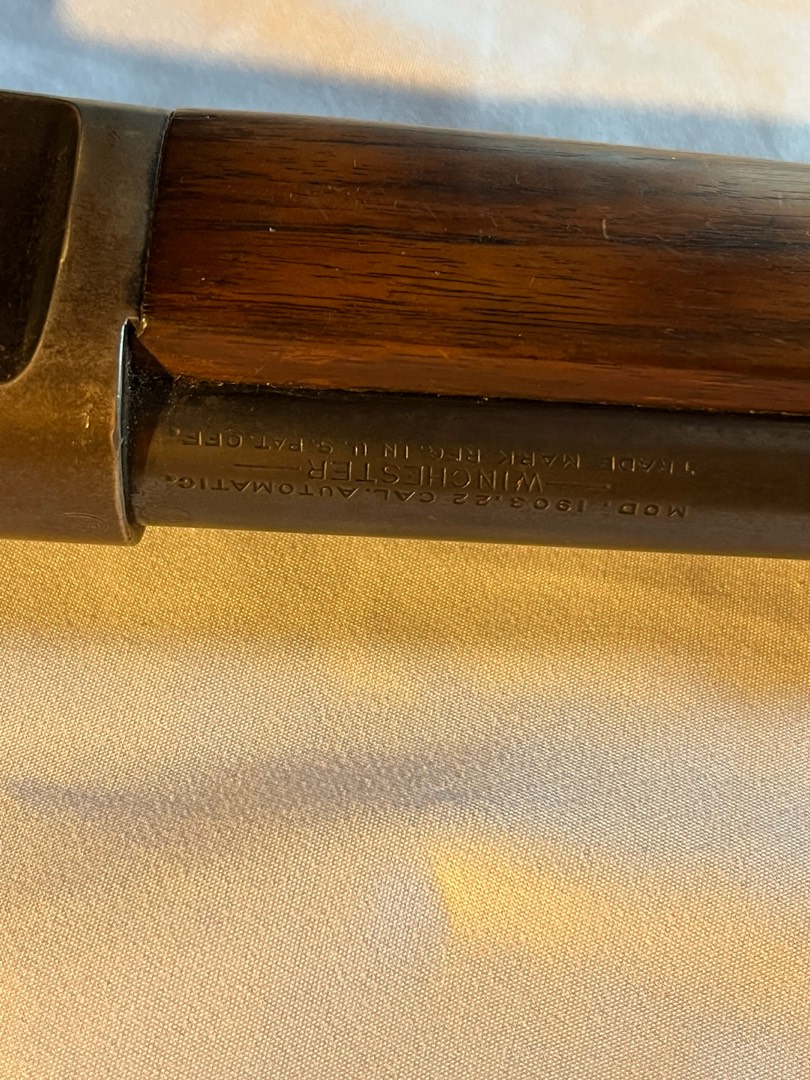 MOD. 1903.22 CAL.AUTOMATIC.
—WINCHESTER—
TRADE MARK REG. IN U.S. PAT. OFF.